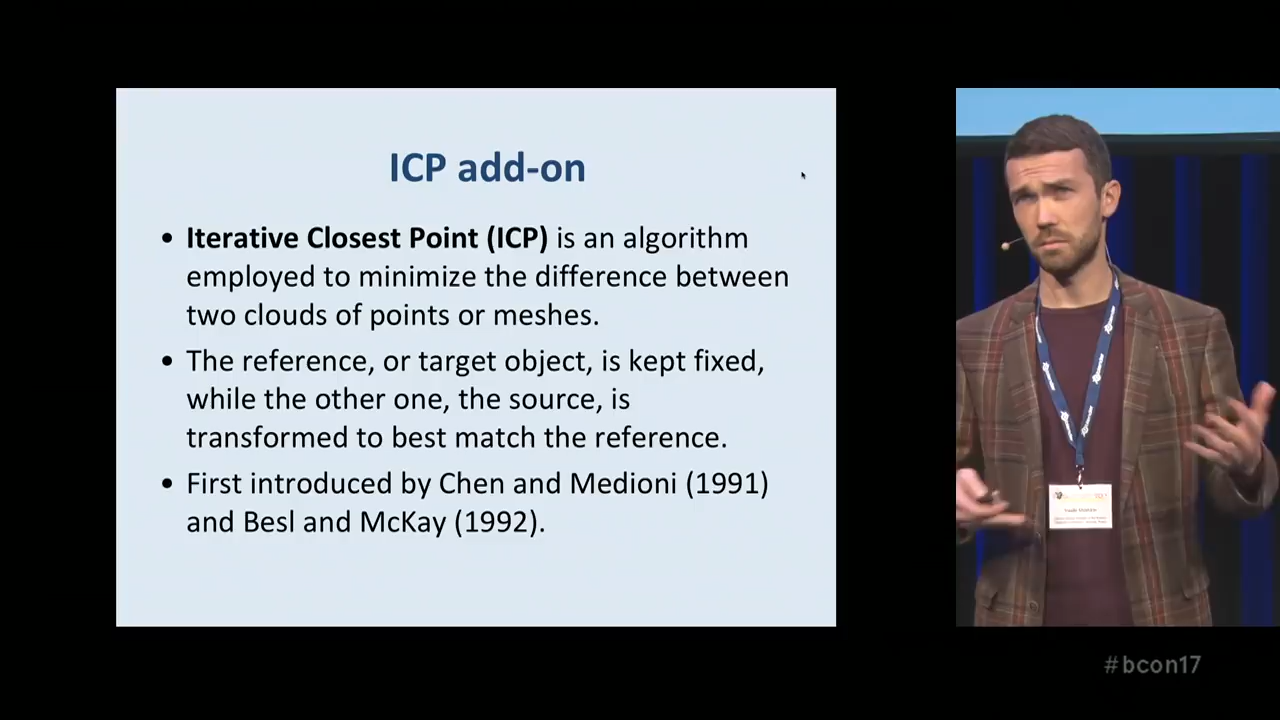 ICP add-on
• Iterative Closest Point (ICP) is an algorithm
employed to minimize the difference between
two clouds of points or meshes.
• The reference, or target object, is kept fixed,
while the other one, the source, is
transformed to best match the reference.
• First introduced by Chen and Medioni (1991)
and Besl and McKay (1992).
#bcon17